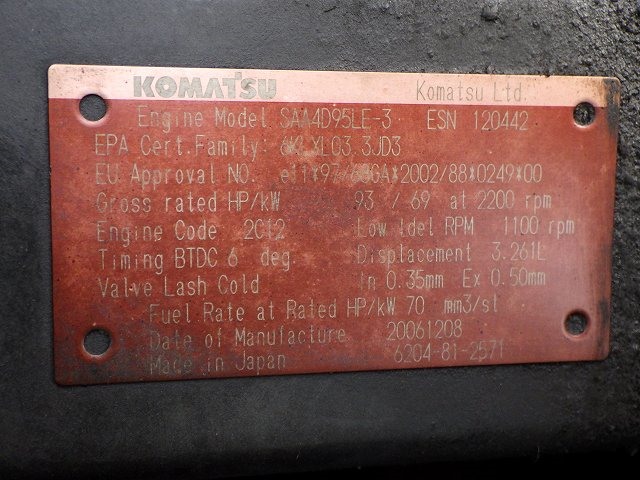 KOMATSU Komatsu Ltd.
Engine Model SAA4D95LE-3 ESN 120442
EPA Cert.Family:
EU Approval NO.
Gross rated HP/kW 93 / 69 at 2200 rpm
Engine Code 2C12 Low Idel RPM 1100 rpm
Timing BTDC 6 deg. Displacement 3.261L
Valve Lash Cold In 0.35mm Ex 0.50mm
Fuel Rate at Rated HP/kW 70 mm3/st
Date of Manufacture 20061208
Made in Japan 6204-81-2571